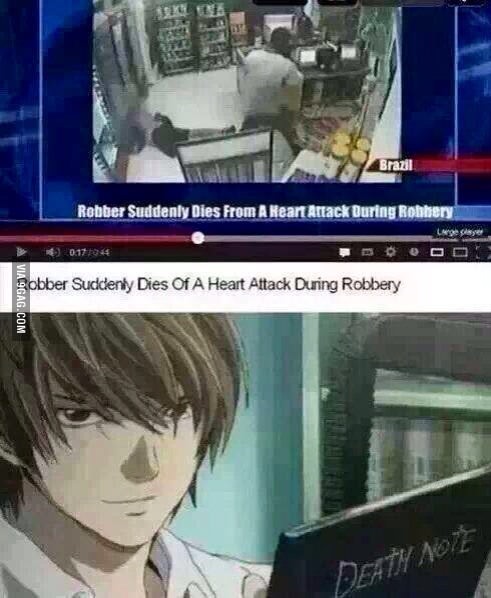 Brazil
Robber Suddenly Dies From A Heart Attack During Robbery
Large player
0:17 / 0:44
obber Suddenly Dies Of A Heart Attack During Robbery
VIA 9GAG.COM
DEATH NOTE